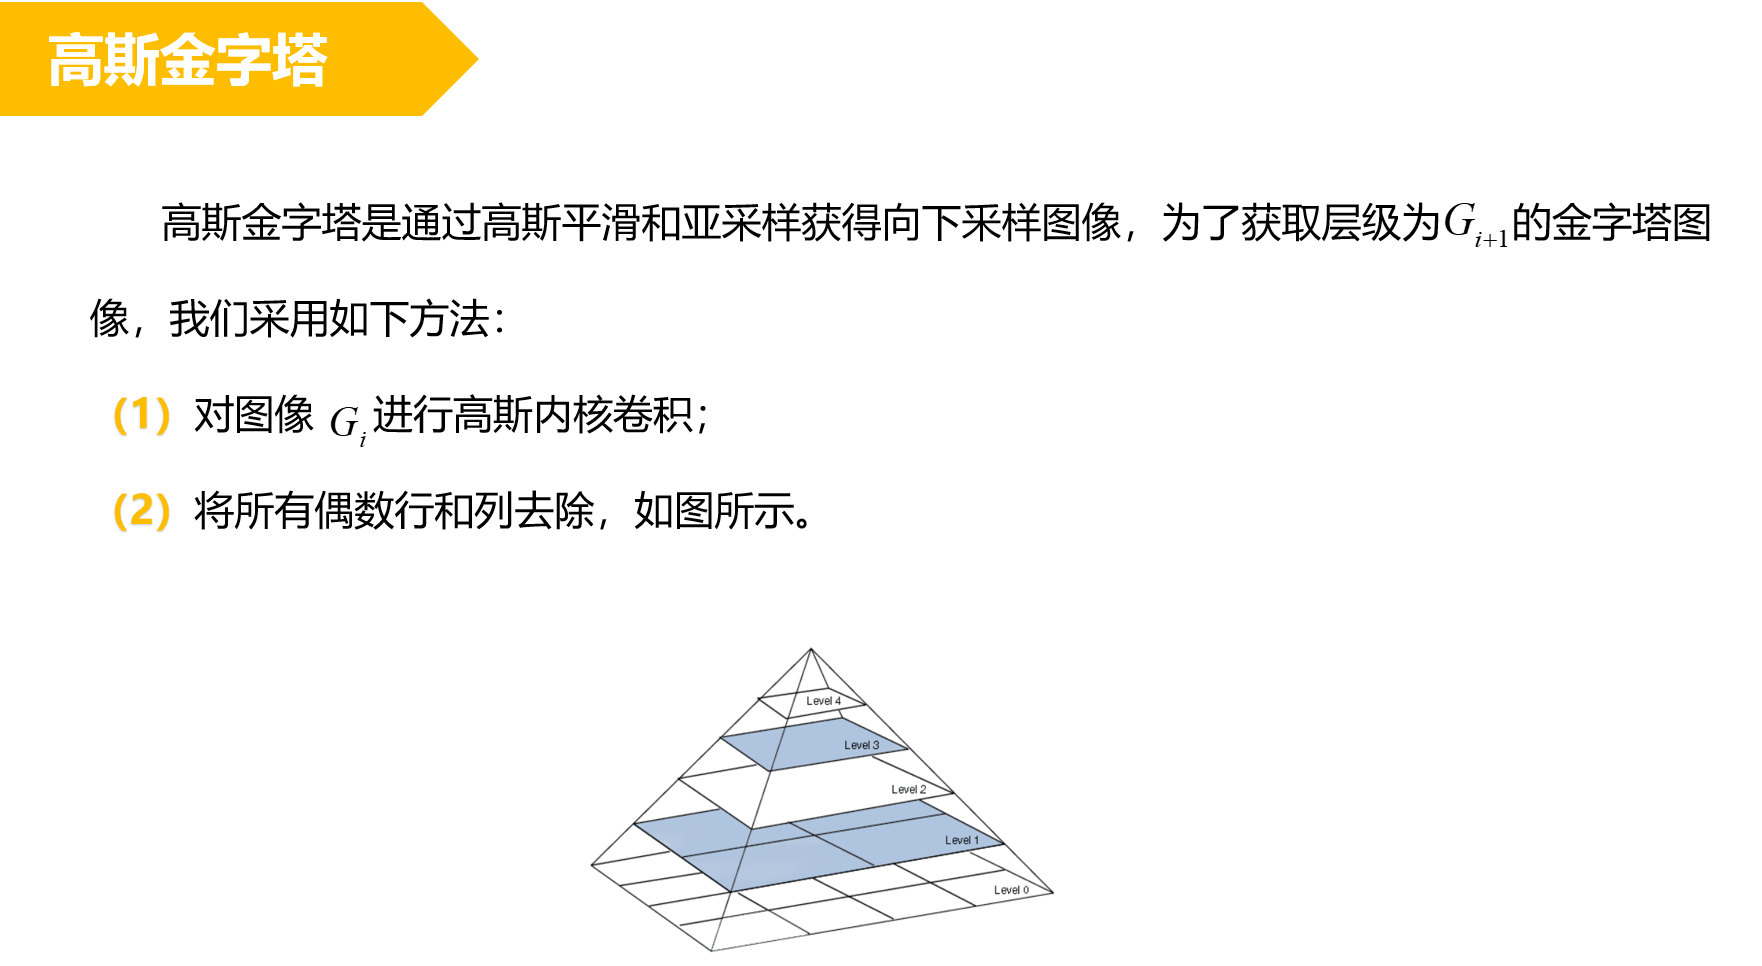 高斯金字塔
高斯金字塔是通过高斯平滑和亚采样获得向下采样图像，为了获取层级为G_{i+1}的金字塔图
像，我们采用如下方法：
（1）对图像 G_i 进行高斯内核卷积；
（2）将所有偶数行和列去除，如图所示。
Level 4
Level 3
Level 2
Level 1
Level 0